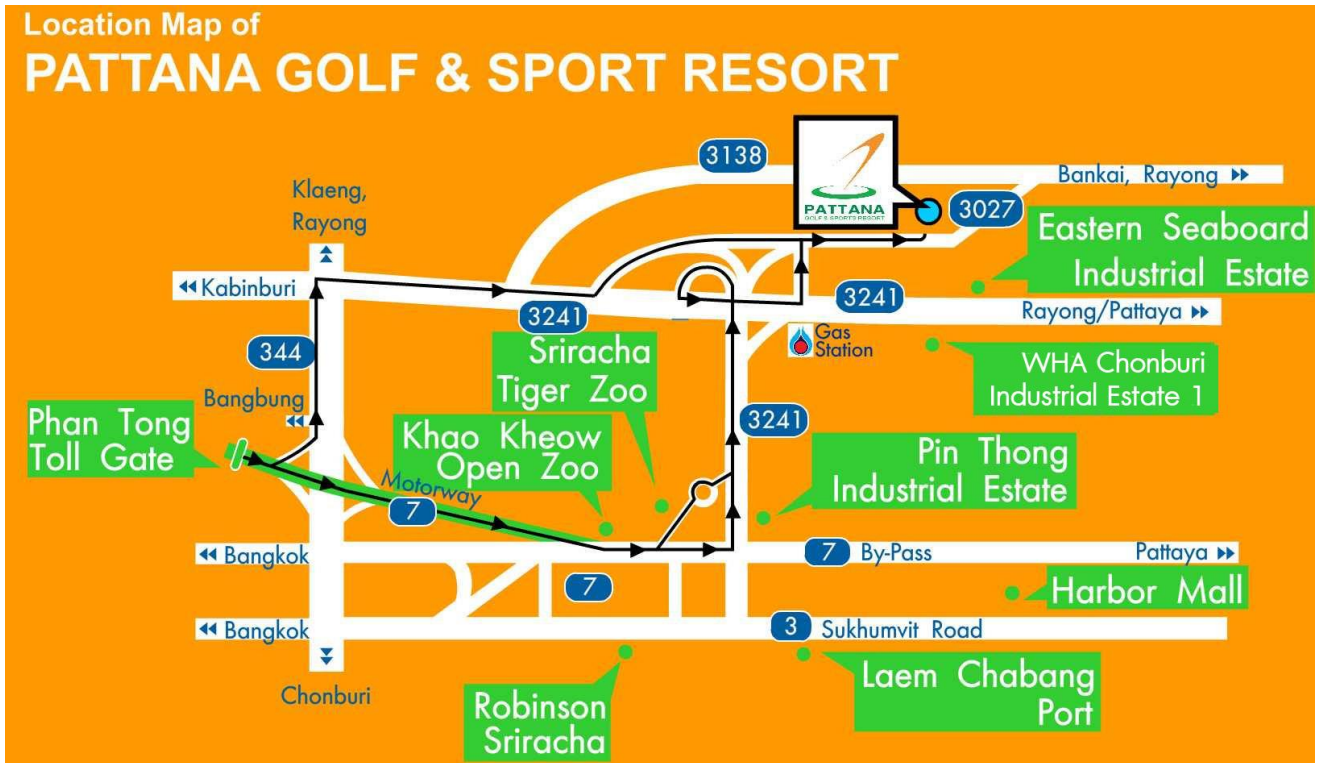 Location Map of
PATTANA GOLF & SPORT RESORT
3138
Bankai, Rayong
PATTANA
GOLF & SPORTS RESORT
3027
Klaeng,
Rayong
Eastern Seaboard
Industrial Estate
Kabinburi
3241
3241
Rayong/Pattaya
Gas
Station
344
Sriracha
Tiger Zoo
WHA Chonburi
Industrial Estate 1
Bangbung
3241
Phan Tong
Toll Gate
Khao Kheow
Open Zoo
Pin Thong
Industrial Estate
Motorway
7
Bangkok
7
By-Pass
Pattaya
7
Harbor Mall
Bangkok
3
Sukhumvit Road
Chonburi
Robinson
Sriracha
Laem Chabang
Port